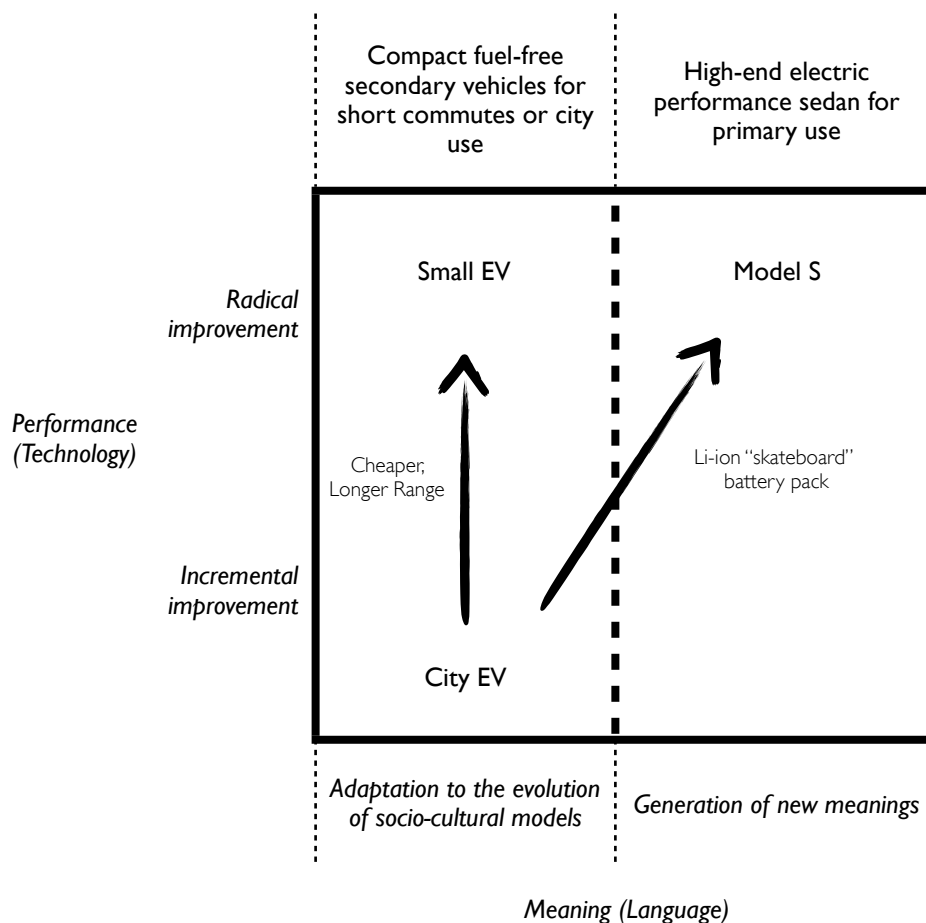 Compact fuel-free
secondary vehicles for
short commutes or city
use
High-end electric
performance sedan for
primary use
Small EV
Model S
Radical
improvement
Performance
(Technology)
Cheaper,
Longer Range
Li-ion “skateboard”
battery pack
Incremental
improvement
City EV
Adaptation to the evolution
of socio-cultural models
Generation of new meanings
Meaning (Language)